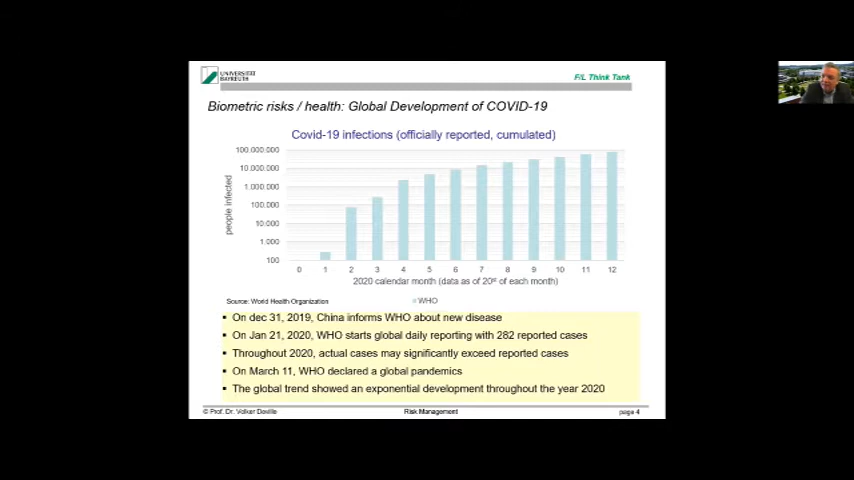 UNIVERSITÄT
BAYREUTH
F/L Think Tank
Biometric risks / health: Global Development of COVID-19
Covid-19 infections (officially reported, cumulated)
people infected
100.000.000
10.000.000
1.000.000
100.000
10.000
1.000
100
0 1 2 3 4 5 6 7 8 9 10 11 12
2020 calendar month (data as of 20st of each month)
Source: World Health Organization
WHO
▪ On dec 31, 2019, China informs WHO about new disease
▪ On Jan 21, 2020, WHO starts global daily reporting with 282 reported cases
▪ Throughout 2020, actual cases may significantly exceed reported cases
▪ On March 11, WHO declared a global pandemics
▪ The global trend showed an exponential development throughout the year 2020
© Prof. Dr. Volker Deville
Risk Management
page 4